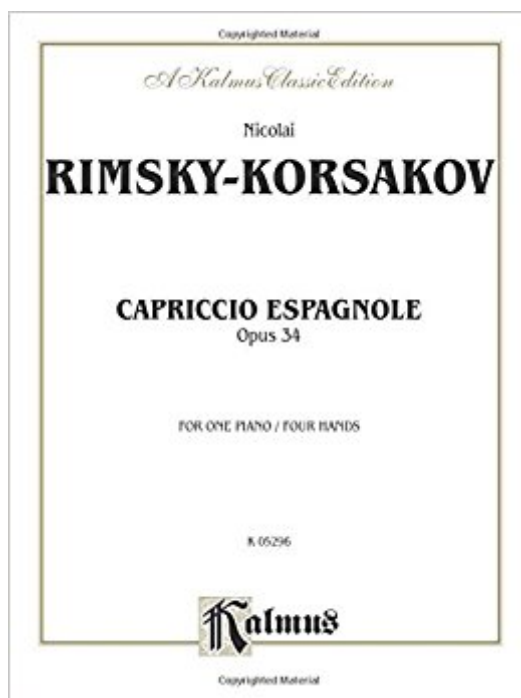 Copyrighted Material
A Kalmus Classic Edition
Nicolai
RIMSKY-KORSAKOV
CAPRICCIO ESPAGNOLE
Opus 34
FOR ONE PIANO / FOUR HANDS
K 05296
Kalmus
Copyrighted Material